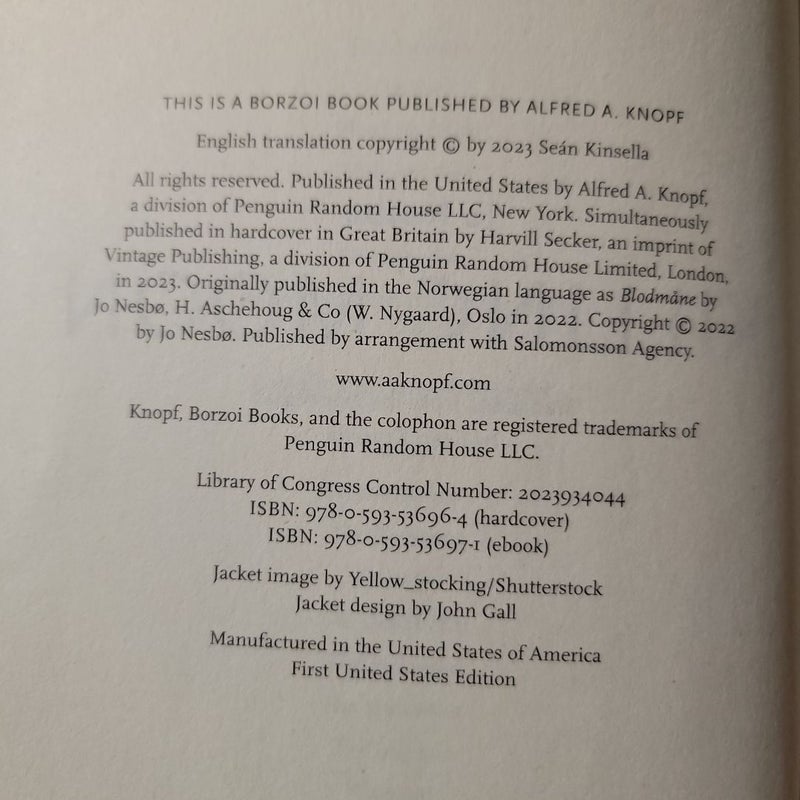 THIS IS A BORZOI BOOK PUBLISHED BY ALFRED A. KNOPF
English translation copyright © by 2023 Seán Kinsella
All rights reserved. Published in the United States by Alfred A. Knopf,
a division of Penguin Random House LLC, New York. Simultaneously
published in hardcover in Great Britain by Harvill Secker, an imprint of
Vintage Publishing, a division of Penguin Random House Limited, London,
in 2023. Originally published in the Norwegian language as Blodmåne by
Jo Nesbø, H. Aschehoug & Co (W. Nygaard), Oslo in 2022. Copyright © 2022
by Jo Nesbø. Published by arrangement with Salomonsson Agency.
www.aaknopf.com
Knopf, Borzoi Books, and the colophon are registered trademarks of
Penguin Random House LLC.
Library of Congress Control Number: 2023934044
ISBN: 978-0-593-53696-4 (hardcover)
ISBN: 978-0-593-53697-1 (ebook)
Jacket image by Yellow_stocking/Shutterstock
Jacket design by John Gall
Manufactured in the United States of America
First United States Edition